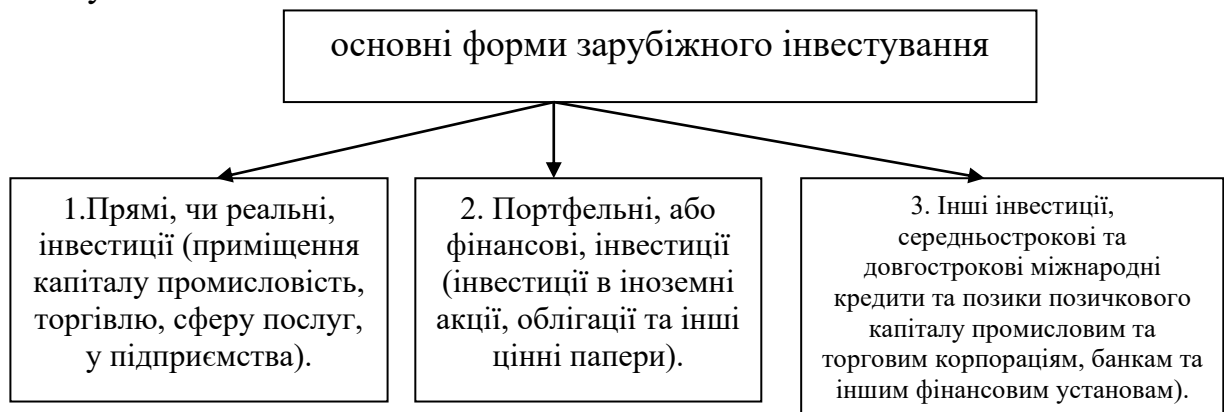 основні форми зарубіжного інвестування
1.Прямі, чи реальні,
інвестиції (приміщення
капіталу промисловість,
торгівлю, сферу послуг,
у підприємства).
2. Портфельні, або
фінансові, інвестиції
(інвестиції в іноземні
акції, облігації та інші
цінні папери).
3. Інші інвестиції,
середньострокові та
довгострокові міжнародні
кредити та позики позичкового
капіталу промисловим та
торговим корпораціям, банкам та
іншим фінансовим установам).